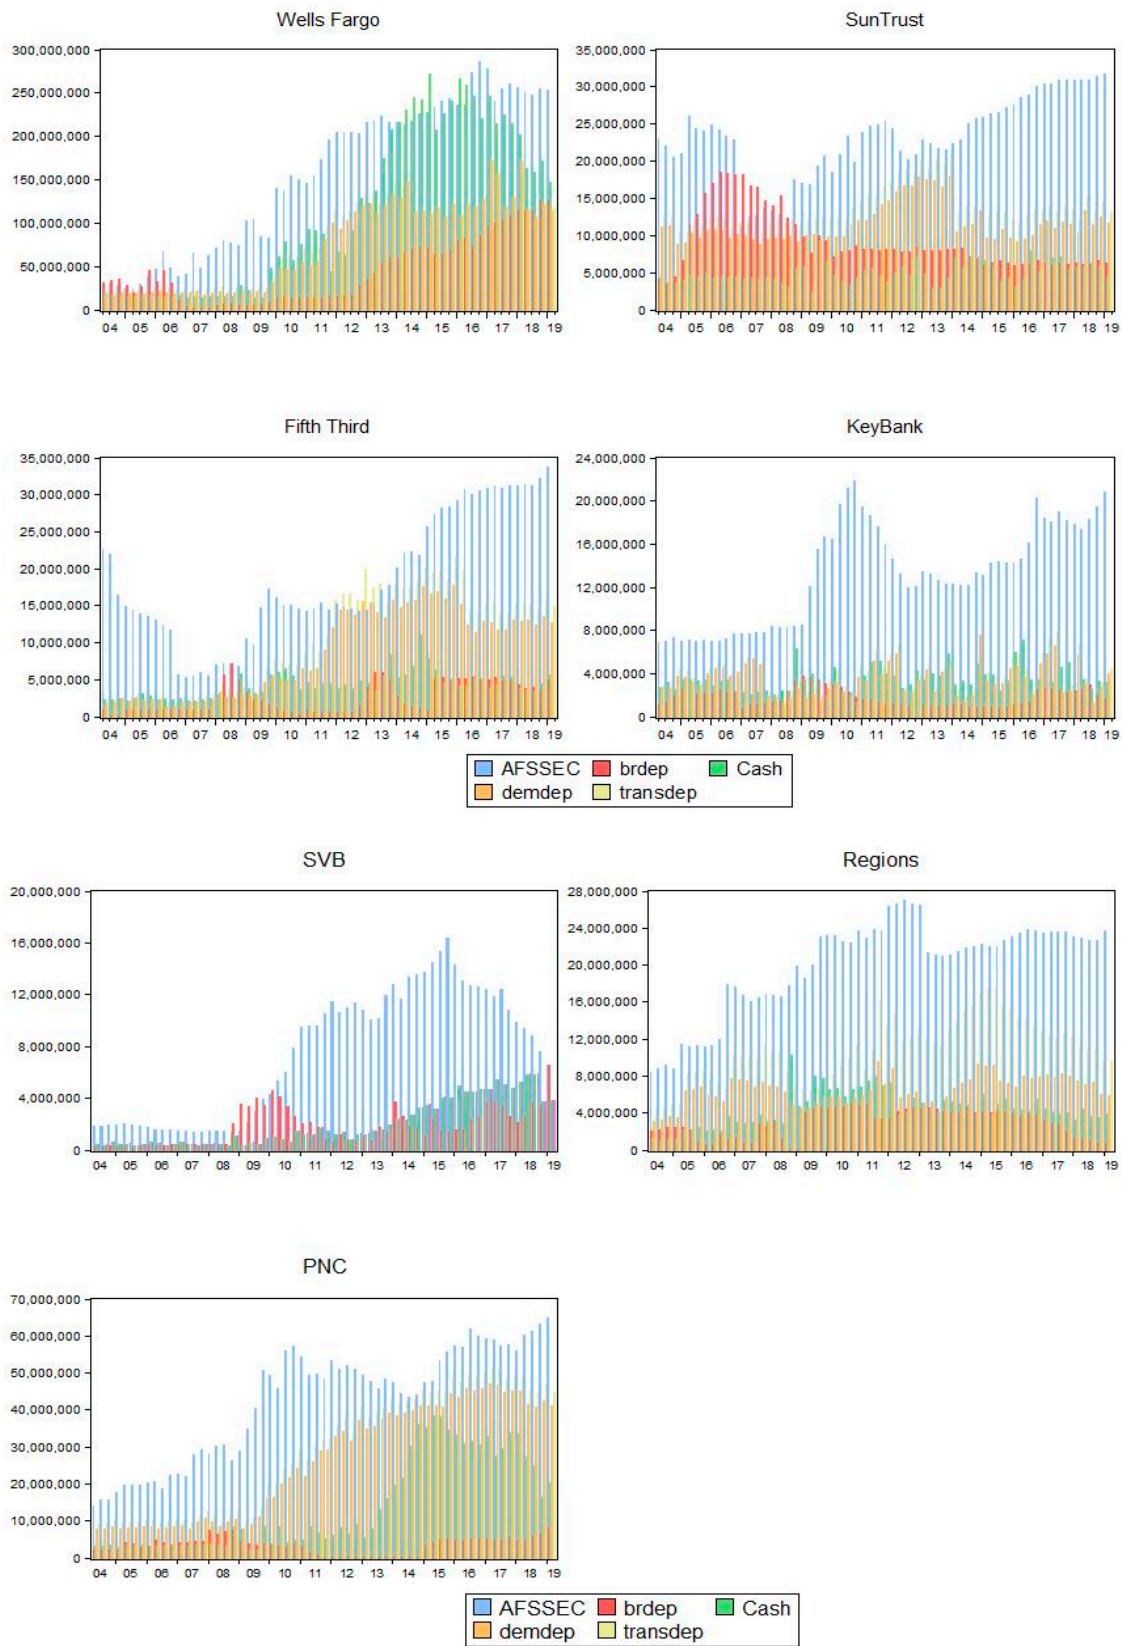 Wells Fargo
300,000,000
250,000,000
200,000,000
150,000,000
100,000,000
50,000,000
0
04 05 06 07 08 09 10 11 12 13 14 15 16 17 18 19
SunTrust
35,000,000
30,000,000
25,000,000
20,000,000
15,000,000
10,000,000
5,000,000
0
04 05 06 07 08 09 10 11 12 13 14 15 16 17 18 19
Fifth Third
35,000,000
30,000,000
25,000,000
20,000,000
15,000,000
10,000,000
5,000,000
0
04 05 06 07 08 09 10 11 12 13 14 15 16 17 18 19
KeyBank
24,000,000
20,000,000
16,000,000
12,000,000
8,000,000
4,000,000
0
04 05 06 07 08 09 10 11 12 13 14 15 16 17 18 19
AFSSEC brdep Cash
demdep transdep
SVB
20,000,000
16,000,000
12,000,000
8,000,000
4,000,000
0
04 05 06 07 08 09 10 11 12 13 14 15 16 17 18 19
Regions
28,000,000
24,000,000
20,000,000
16,000,000
12,000,000
8,000,000
4,000,000
0
04 05 06 07 08 09 10 11 12 13 14 15 16 17 18 19
PNC
70,000,000
60,000,000
50,000,000
40,000,000
30,000,000
20,000,000
10,000,000
0
04 05 06 07 08 09 10 11 12 13 14 15 16 17 18 19
AFSSEC brdep Cash
demdep transdep